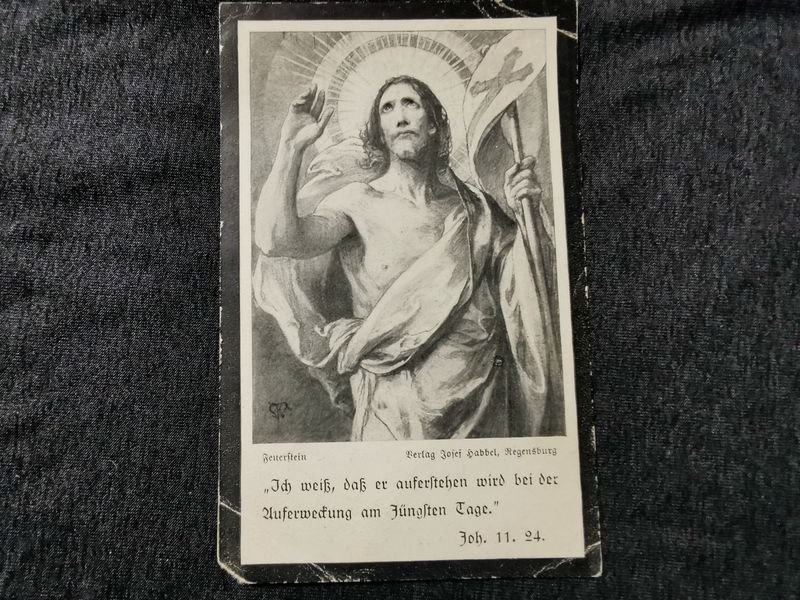 Feuerstein
Verlag Josef Habbel, Regensburg
„Ich weiß, daß er auferstehen wird bei der
Auferweckung am Jüngsten Tage.”
Joh. 11. 24.